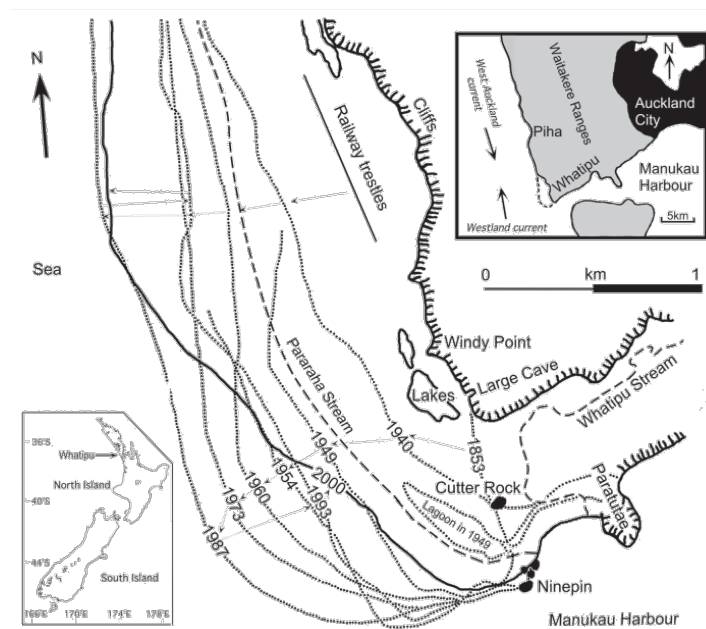 N
Sea
Railway trestles
Cliffs
West Auckland
current
Westland current
Piha
Waitakere Ranges
Whatipu
N
Auckland
City
Manukau
Harbour
5km
0 km 1
Windy Point
Large Cave
Lakes
Whatipu Stream
Pararaha Stream
1853
1940
1949
1954
1960
1973
1987
1993
2000
Cutter Rock
Lagoon in 1949
Paratutae
Ninepin
Manukau Harbour
36°S
Whatipu
North Island
40°S
44°S
South Island
166°E 170°E 174°E 178°E